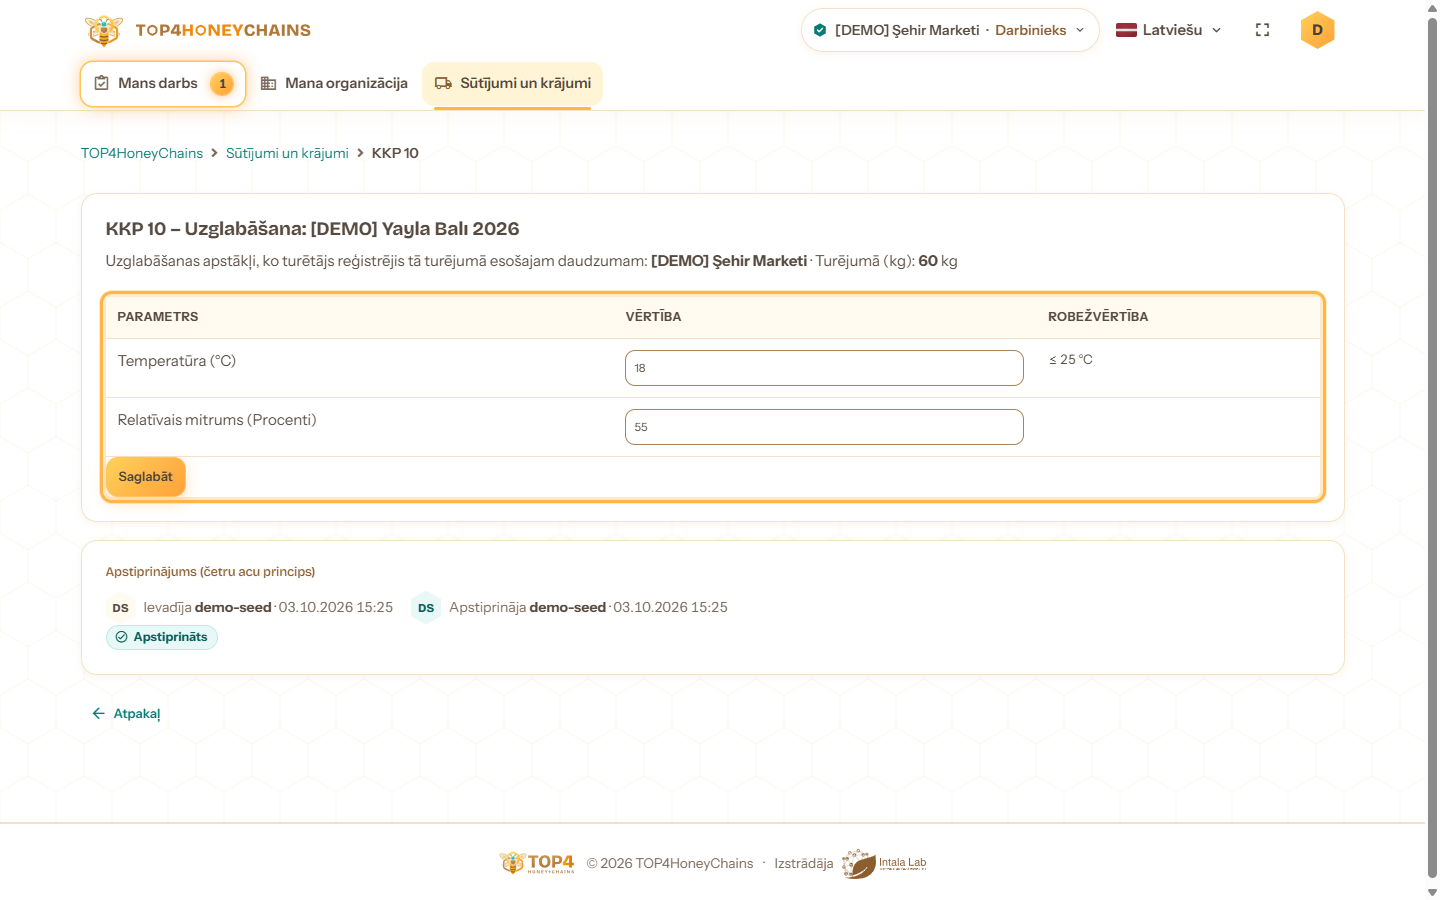 TOP4HONEYCHAINS
[DEMO] Şehir Marketi · Darbinieks
Latviešu
D
Mans darbs 1
Mana organizācija
Sūtījumi un krājumi
TOP4HoneyChains > Sūtījumi un krājumi > KKP 10
KKP 10 – Uzglabāšana: [DEMO] Yayla Balı 2026
Uzglabāšanas apstākļi, ko turētājs reģistrējis tā turējumā esošajam daudzumam: [DEMO] Şehir Marketi · Turējumā (kg): 60 kg
PARAMETRS VĒRTĪBA ROBEŽVĒRTĪBA
Temperatūra (°C) 18 ≤ 25 °C
Relatīvais mitrums (Procenti) 55
Saglabāt
Apstiprinājums (četru acu princips)
DS Ievadīja demo-seed · 03.10.2026 15:25 DS Apstiprināja demo-seed · 03.10.2026 15:25
Apstiprināts
Atpakaļ
TOP4 HONEYCHAINS © 2026 TOP4HoneyChains · Izstrādāja Intala Lab